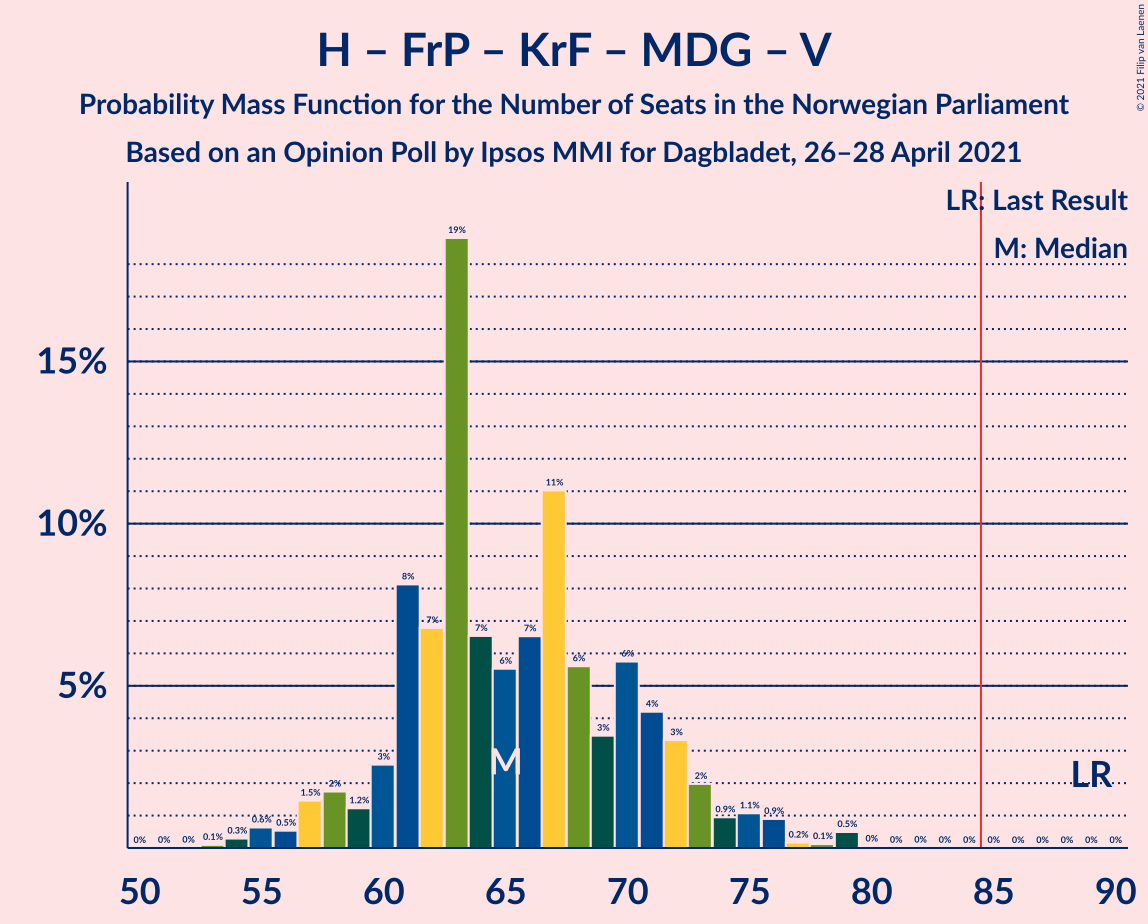 H – FrP – KrF – MDG – V
Probability Mass Function for the Number of Seats in the Norwegian Parliament
Based on an Opinion Poll by Ipsos MMI for Dagbladet, 26–28 April 2021
© 2021 Filip van Laenen
LR: Last Result
M: Median
15%
10%
5%
0% 0% 0% 0.1% 0.3% 0.6% 0.5% 1.5% 2% 1.2% 3% 8% 7% 19% 7% 6% 7% 11% 6% 3% 6% 4% 3% 2% 0.9% 1.1% 0.9% 0.2% 0.1% 0.5% 0% 0% 0% 0% 0% 0% 0% 0% 0% 0% 0%
M
LR
50 55 60 65 70 75 80 85 90